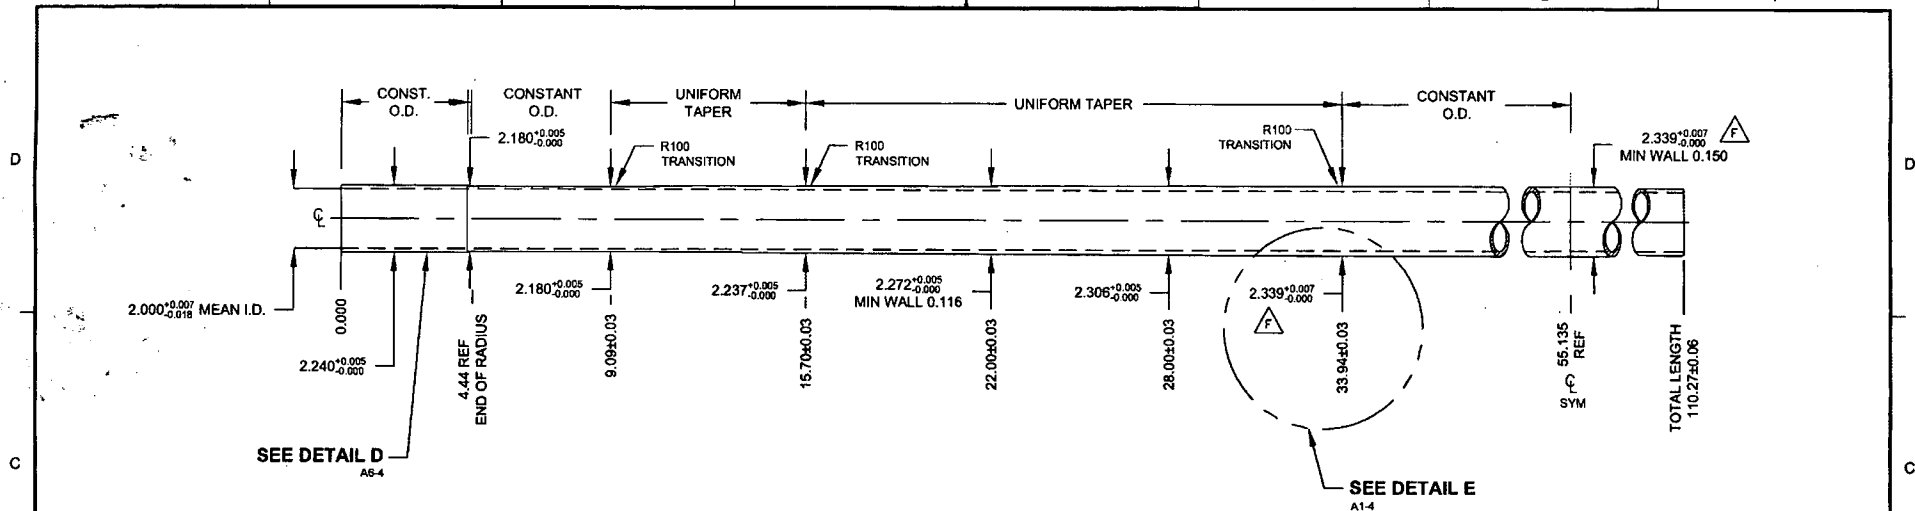 CONST.
O.D.
CONSTANT
O.D.
UNIFORM
TAPER
UNIFORM TAPER
CONSTANT
O.D.
2.180 +0.005 -0.000
R100
TRANSITION
R100
TRANSITION
R100
TRANSITION
2.339 +0.007 -0.000
F
MIN WALL 0.150
D
D
℄
2.000 +0.007 -0.018 MEAN I.D.
0.000
2.240 +0.005 -0.000
4.44 REF
END OF RADIUS
2.180 +0.005 -0.000
9.09±0.03
2.237 +0.005 -0.000
15.70±0.03
2.272 +0.005 -0.000
MIN WALL 0.116
22.00±0.03
2.306 +0.005 -0.000
28.00±0.03
2.339 +0.007 -0.000
F
33.94±0.03
55.135
REF
℄
SYM
TOTAL LENGTH
110.27±0.06
SEE DETAIL D
A6-4
SEE DETAIL E
A1-4
C
C